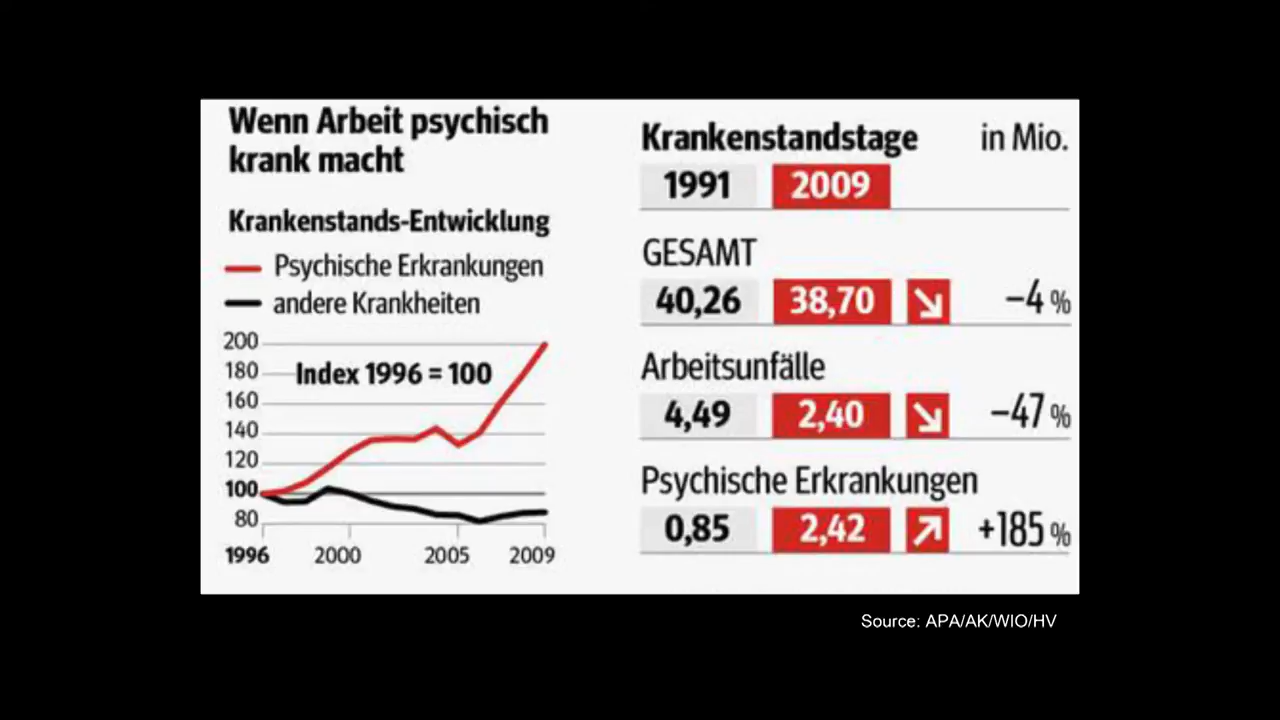 Wenn Arbeit psychisch
krank macht
Krankenstands-Entwicklung
Psychische Erkrankungen
andere Krankheiten
200
180
160
140
120
100
80
Index 1996 = 100
1996 2000 2005 2009
Krankenstandstage in Mio.
1991 2009
GESAMT
40,26 38,70 –4 %
Arbeitsunfälle
4,49 2,40 –47 %
Psychische Erkrankungen
0,85 2,42 +185 %
Source: APA/AK/WIO/HV